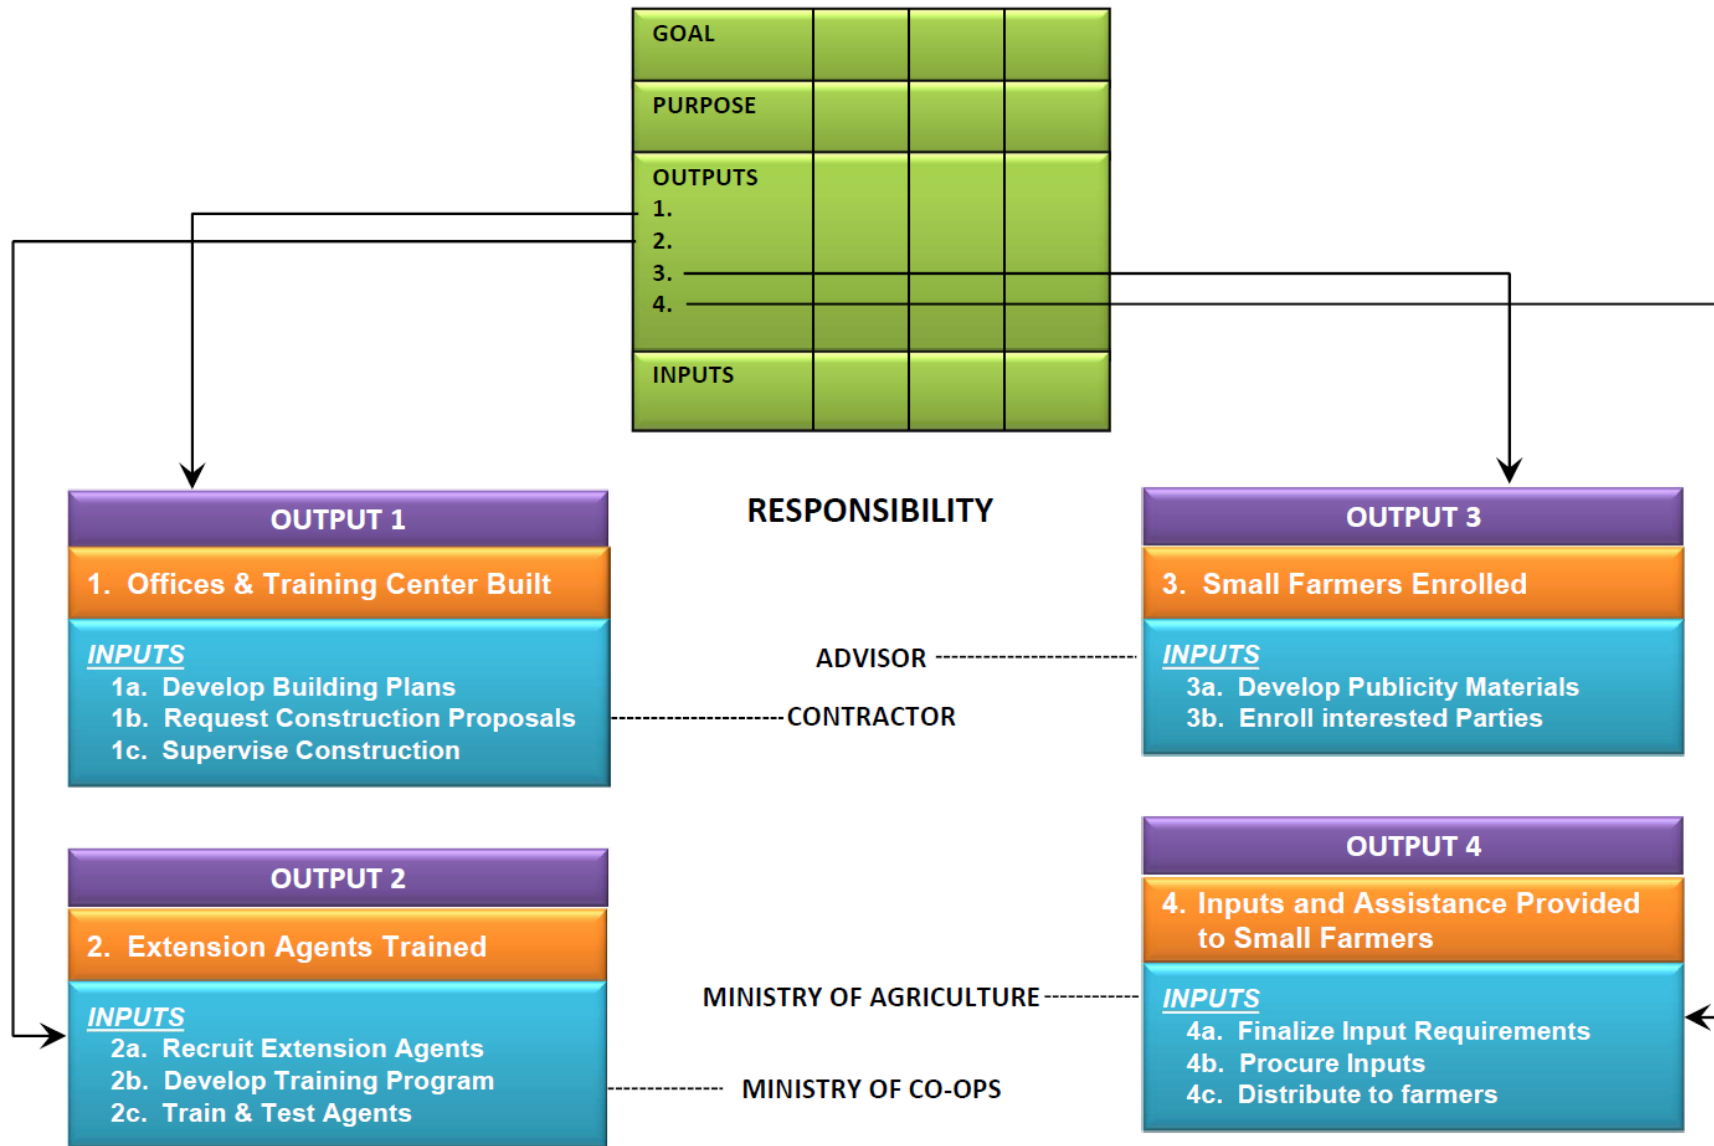 GOAL
PURPOSE
OUTPUTS
1.
2.
3.
4.
INPUTS
RESPONSIBILITY
OUTPUT 1
1. Offices & Training Center Built
INPUTS
1a. Develop Building Plans
1b. Request Construction Proposals
1c. Supervise Construction
OUTPUT 3
3. Small Farmers Enrolled
INPUTS
3a. Develop Publicity Materials
3b. Enroll interested Parties
ADVISOR
CONTRACTOR
OUTPUT 2
2. Extension Agents Trained
INPUTS
2a. Recruit Extension Agents
2b. Develop Training Program
2c. Train & Test Agents
OUTPUT 4
4. Inputs and Assistance Provided
to Small Farmers
INPUTS
4a. Finalize Input Requirements
4b. Procure Inputs
4c. Distribute to farmers
MINISTRY OF AGRICULTURE
MINISTRY OF CO-OPS